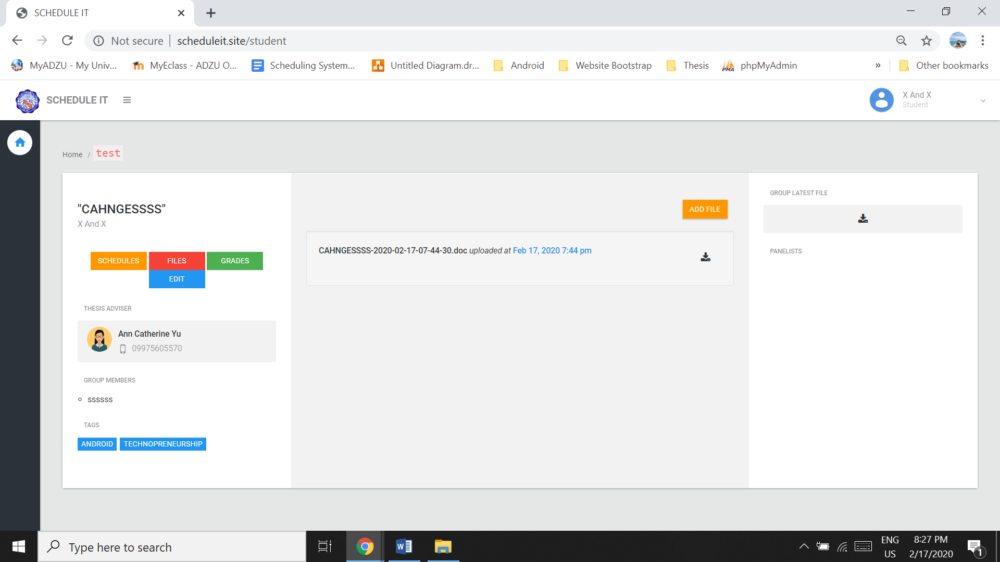 SCHEDULE IT
Not secure scheduleit.site/student
MyADZU - My Univ... MyEclass - ADZU O... Scheduling System... Untitled Diagram.dr... Android Website Bootstrap Thesis PMA phpMyAdmin » Other bookmarks
SCHEDULE IT
X And X
Student
Home / test
"CAHNGESSSS"
X And X
SCHEDULES FILES GRADES
EDIT
THESIS ADVISER
Ann Catherine Yu
09975605570
GROUP MEMBERS
ssssss
TAGS
ANDROID TECHNOPRENEURSHIP
ADD FILE
CAHNGESSSS-2020-02-17-07-44-30.doc uploaded at Feb 17, 2020 7:44 pm
GROUP LATEST FILE
PANELISTS
Type here to search
ENG
US
8:27 PM
2/17/2020
1